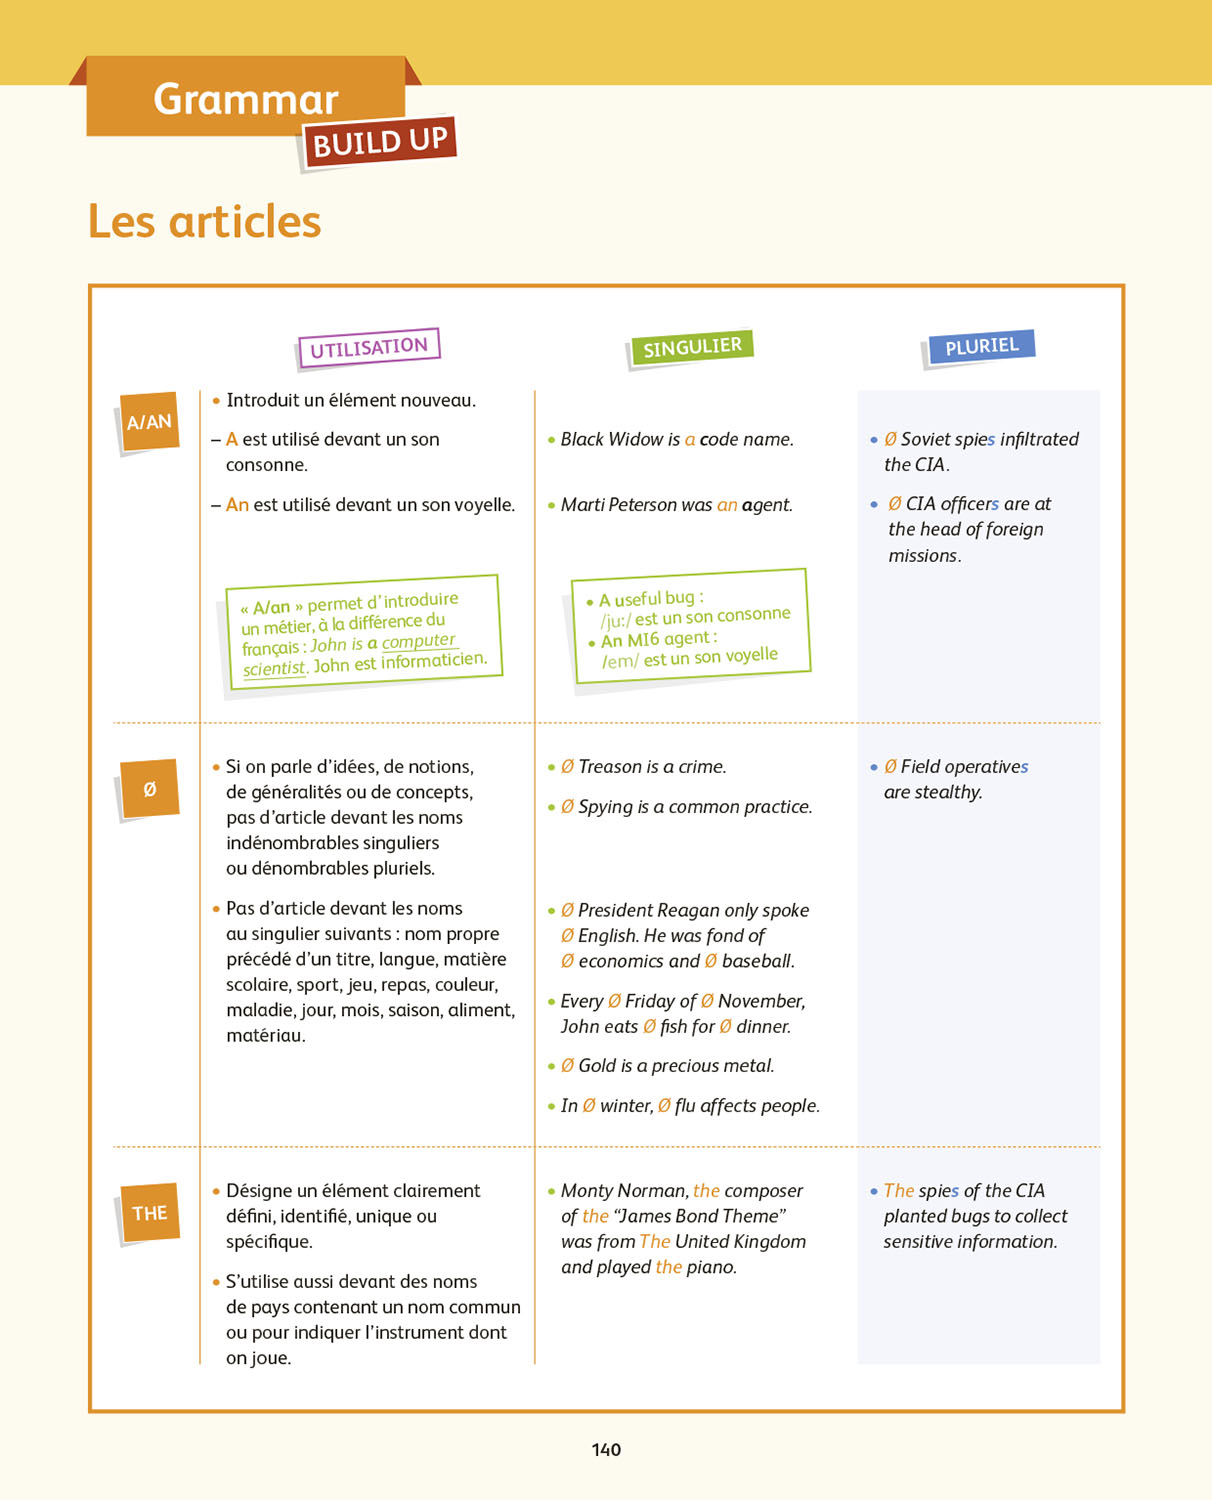 Grammar
BUILD UP
Les articles
UTILISATION
SINGULIER
PLURIEL
A/AN
• Introduit un élément nouveau.
– A est utilisé devant un son
consonne.
– An est utilisé devant un son voyelle.
« A/an » permet d'introduire
un métier, à la différence du
français : John is a computer
scientist. John est informaticien.
• Black Widow is a code name.
• Marti Peterson was an agent.
• A useful bug :
/ju:/ est un son consonne
• An MI6 agent :
/em/ est un son voyelle
• Ø Soviet spies infiltrated
the CIA.
• Ø CIA officers are at
the head of foreign
missions.
Ø
• Si on parle d'idées, de notions,
de généralités ou de concepts,
pas d'article devant les noms
indénombrables singuliers
ou dénombrables pluriels.
• Pas d'article devant les noms
au singulier suivants : nom propre
précédé d'un titre, langue, matière
scolaire, sport, jeu, repas, couleur,
maladie, jour, mois, saison, aliment,
matériau.
• Ø Treason is a crime.
• Ø Spying is a common practice.
• Ø President Reagan only spoke
Ø English. He was fond of
Ø economics and Ø baseball.
• Every Ø Friday of Ø November,
John eats Ø fish for Ø dinner.
• Ø Gold is a precious metal.
• In Ø winter, Ø flu affects people.
• Ø Field operatives
are stealthy.
THE
• Désigne un élément clairement
défini, identifié, unique ou
spécifique.
• S'utilise aussi devant des noms
de pays contenant un nom commun
ou pour indiquer l'instrument dont
on joue.
• Monty Norman, the composer
of the “James Bond Theme”
was from The United Kingdom
and played the piano.
• The spies of the CIA
planted bugs to collect
sensitive information.
140